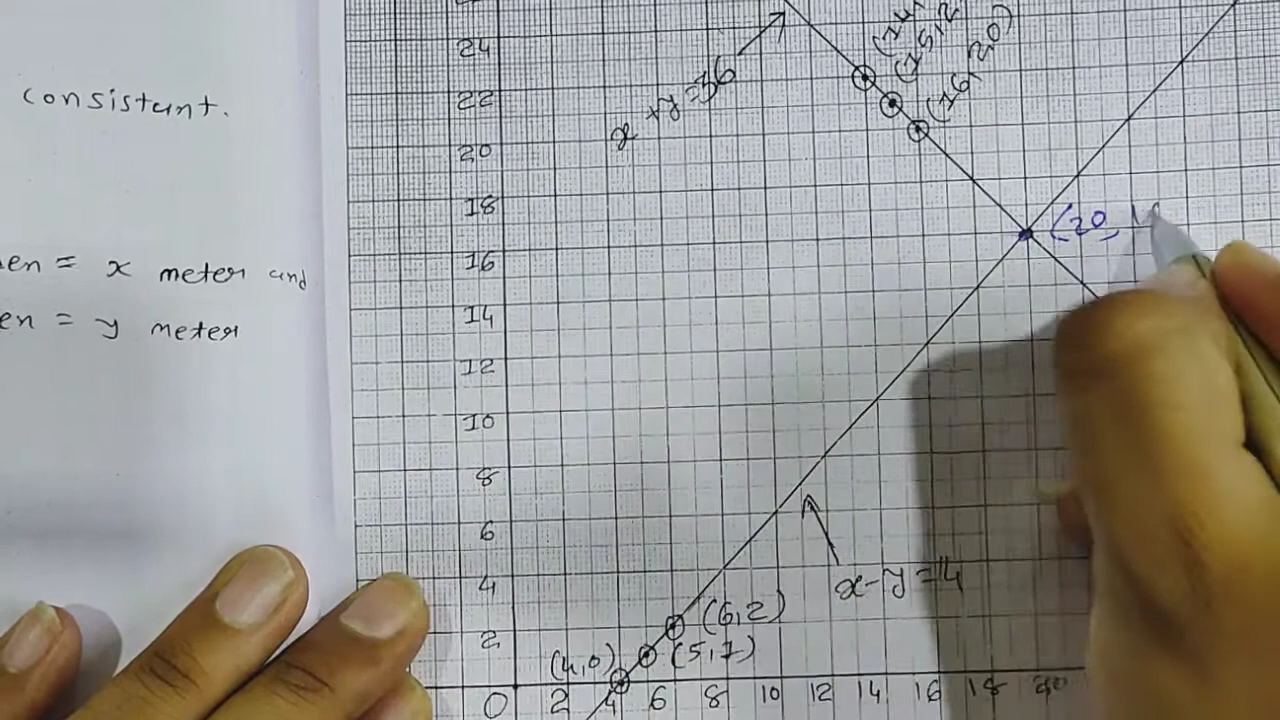 consistant.
en = x meter and
en = y meter
24
22
20
18
16
14
12
10
8
6
4
2
x + y = 36
(16, 20)
(20,
x - y = 4
(6, 2)
(5, 1)
(4, 0)
0 2 4 6 8 10 12 14 16 18 20